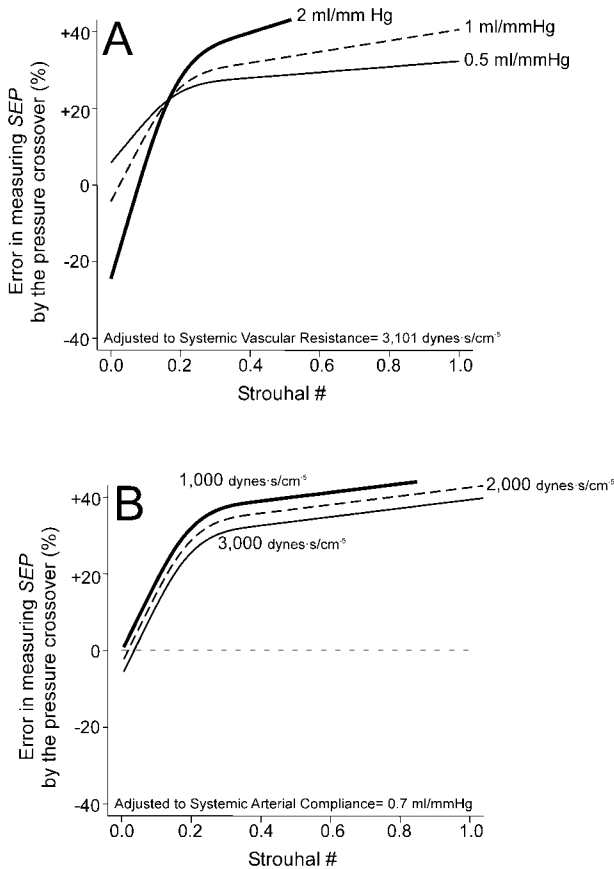 A
2 ml/mm Hg
1 ml/mmHg
0.5 ml/mmHg
Error in measuring SEP
by the pressure crossover (%)
+40
+20
0
-20
-40
Adjusted to Systemic Vascular Resistance= 3,101 dynes·s/cm-5
0.0 0.2 0.4 0.6 0.8 1.0
Strouhal #
B
1,000 dynes·s/cm-5
2,000 dynes·s/cm-5
3,000 dynes·s/cm-5
Error in measuring SEP
by the pressure crossover (%)
+40
+20
0
-20
-40
Adjusted to Systemic Arterial Compliance= 0.7 ml/mmHg
0.0 0.2 0.4 0.6 0.8 1.0
Strouhal #